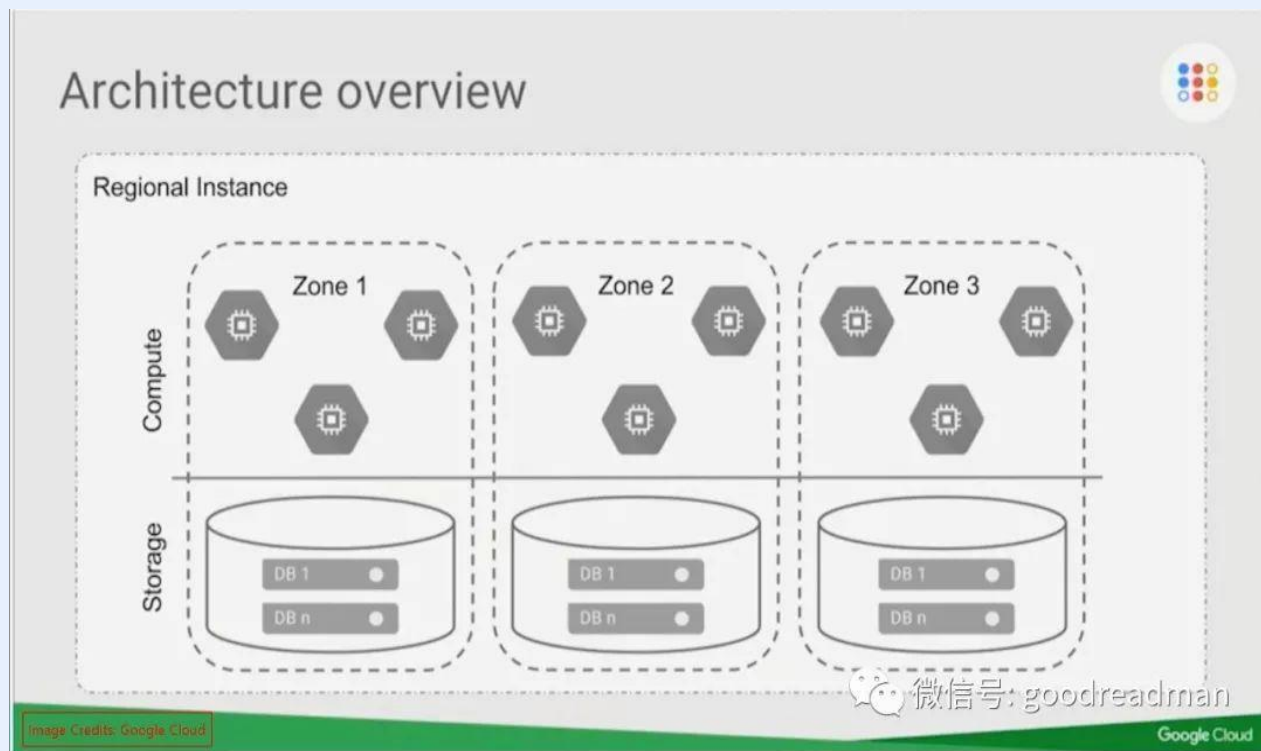 Architecture overview
Regional Instance
Zone 1
Zone 2
Zone 3
Compute
Storage
DB 1
DB n
DB 1
DB n
DB 1
DB n
微信号: goodreadman
Image Credits: Google Cloud
Google Cloud